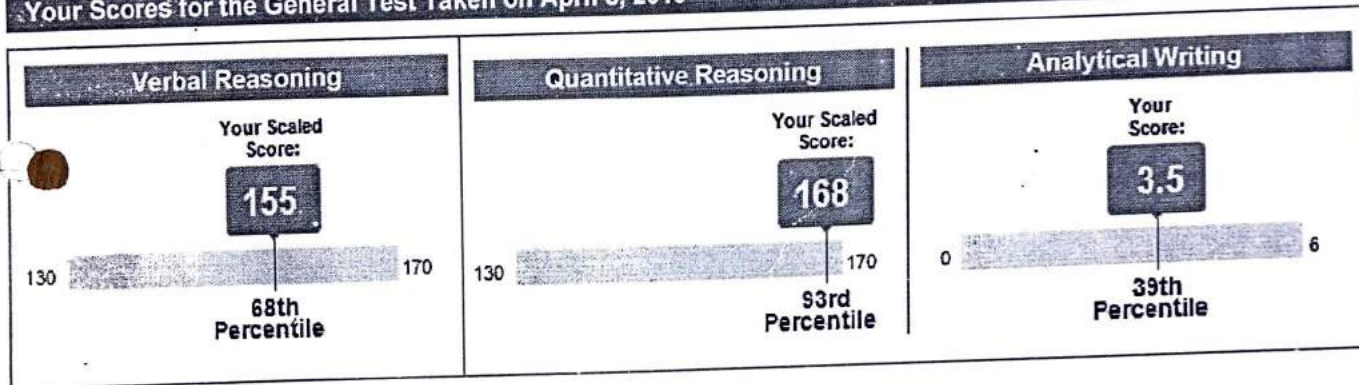 Your Scores for the General Test Taken on April
Verbal Reasoning
Your Scaled
Score:
155
130
170
68th
Percentile
Quantitative Reasoning
Your Scaled
Score:
168
130
170
93rd
Percentile
Analytical Writing
Your
Score:
3.5
0
6
39th
Percentile